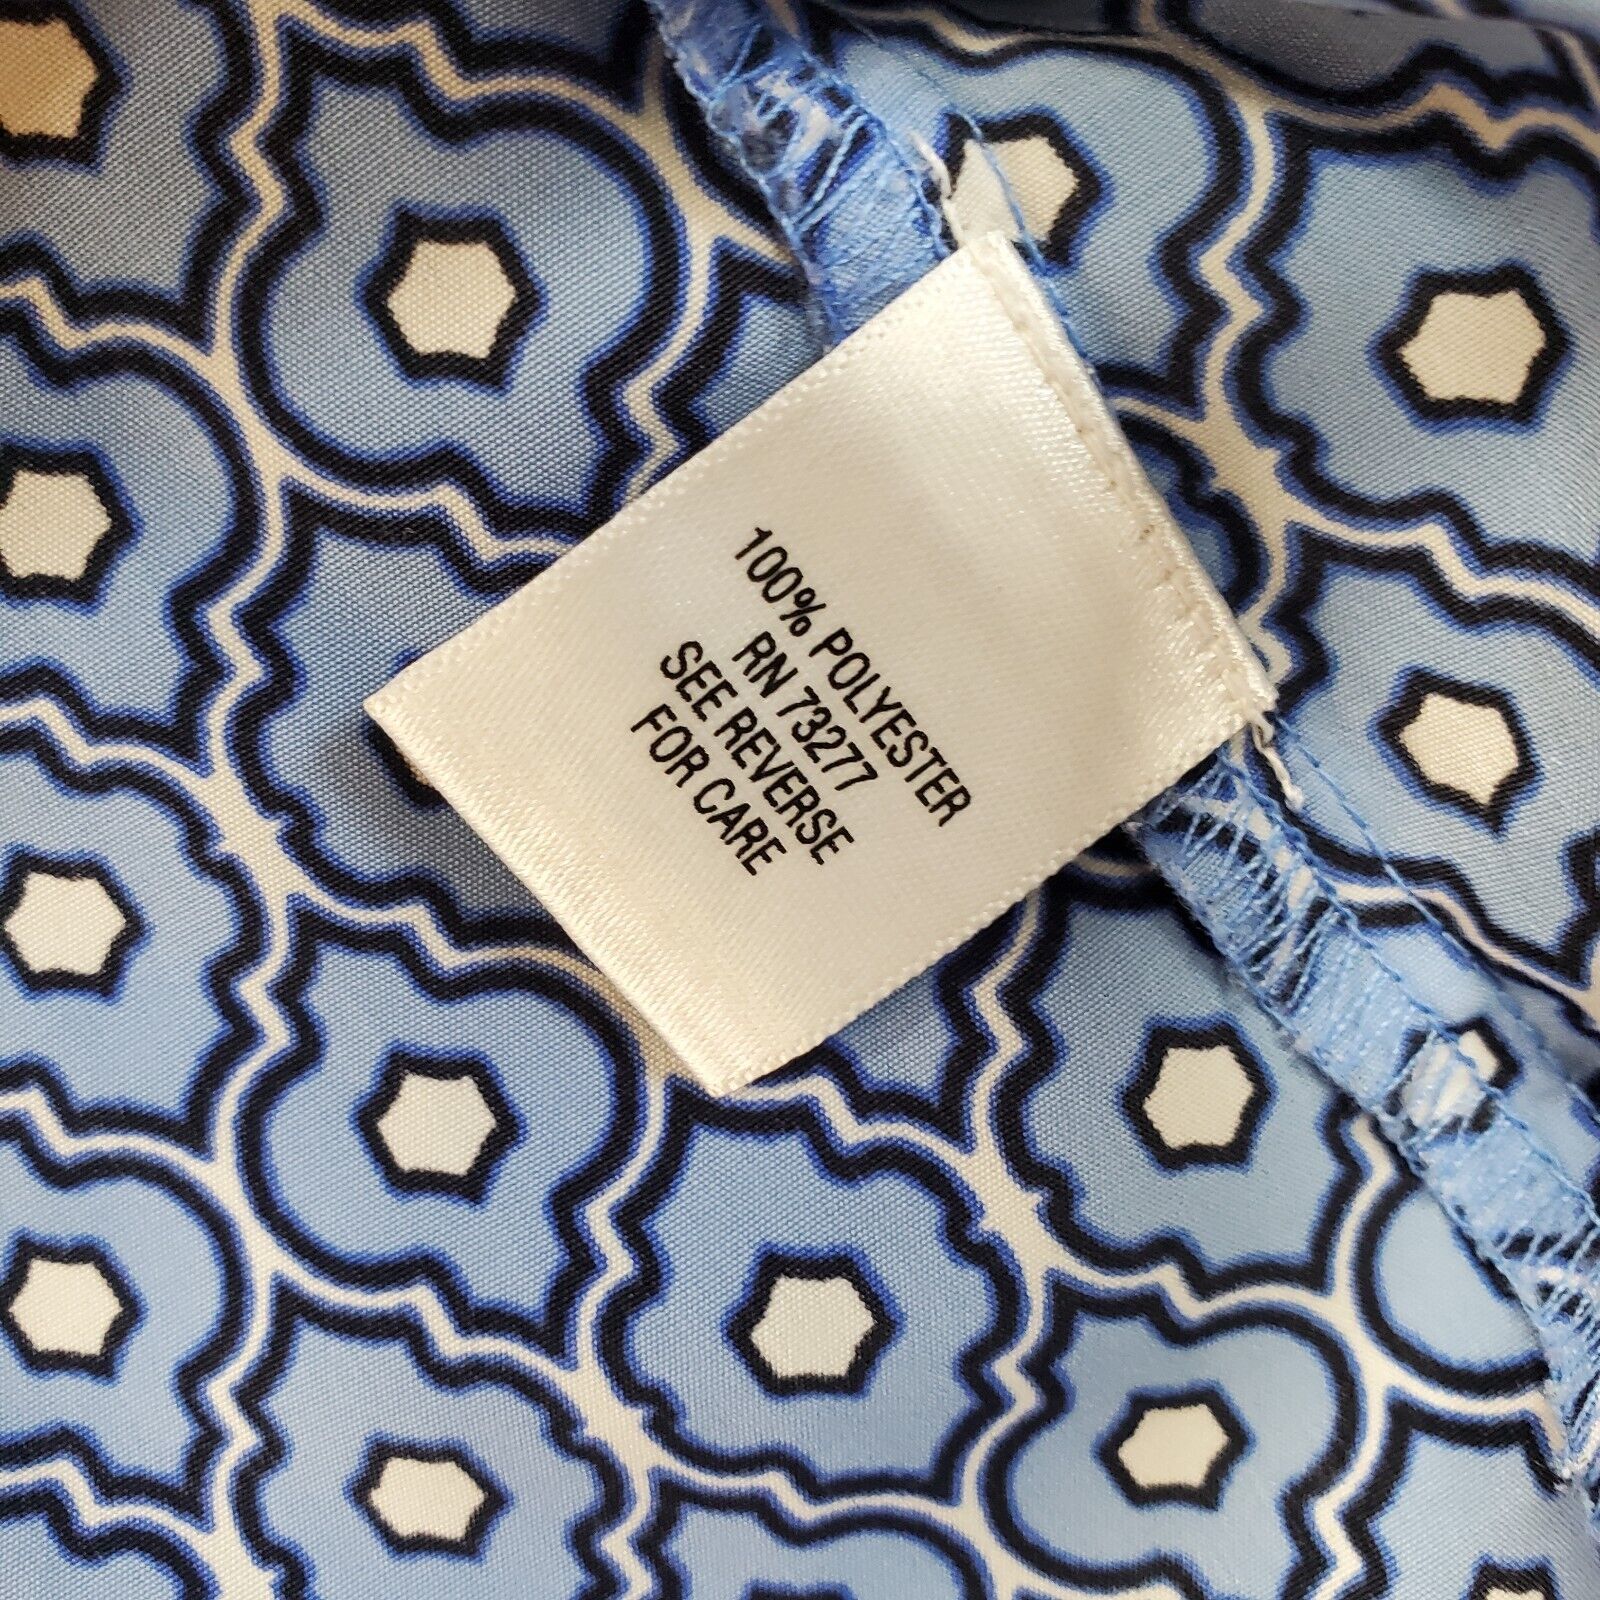 100% POLYESTER
RN 73277
SEE REVERSE
FOR CARE